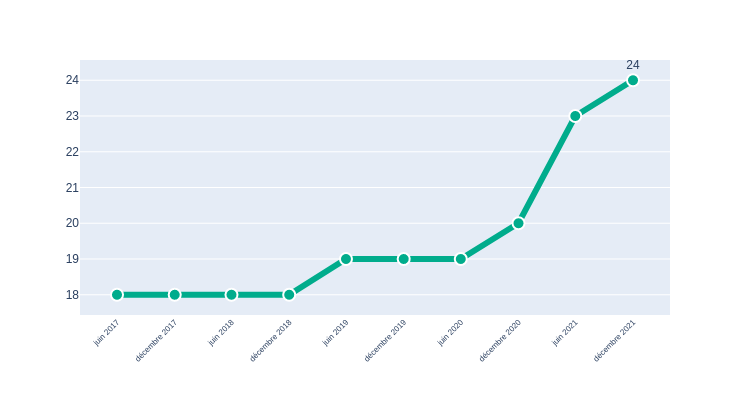 24
24
23
22
21
20
19
18
juin 2017
décembre 2017
juin 2018
décembre 2018
juin 2019
décembre 2019
juin 2020
décembre 2020
juin 2021
décembre 2021